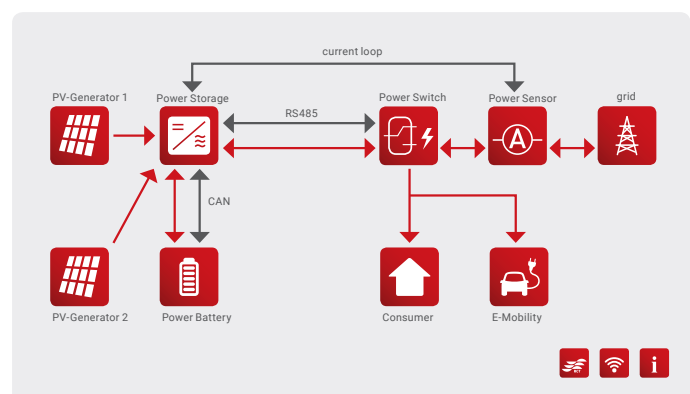 current loop
PV-Generator 1
Power Storage
Power Switch
Power Sensor
grid
RS485
A
CAN
PV-Generator 2
Power Battery
Consumer
E-Mobility
RCT
i